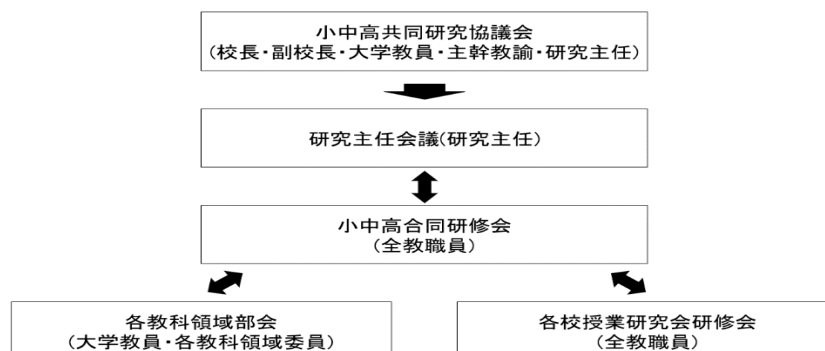 小中高共同研究協議会
(校長・副校長・大学教員・主幹教諭・研究主任)
研究主任会議(研究主任)
小中高合同研修会
(全教職員)
各教科領域部会
(大学教員・各教科領域委員)
各校授業研究会研修会
(全教職員)